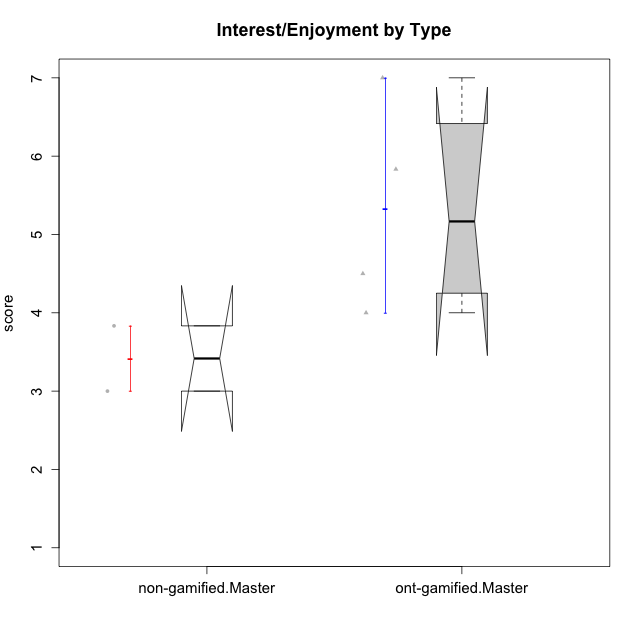 Interest/Enjoyment by Type
7
6
5
4
3
2
1
score
non-gamified.Master
ont-gamified.Master